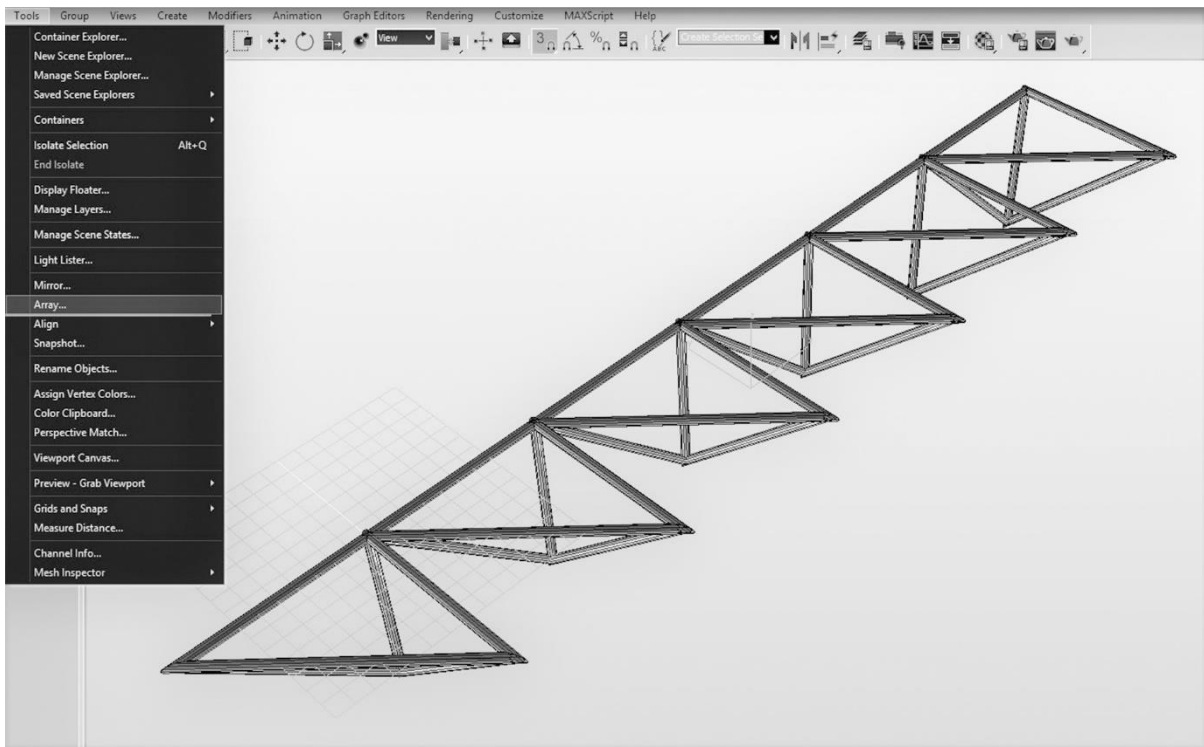 Tools Group Views Create Modifiers Animation Graph Editors Rendering Customize MAXScript Help
View
Create Selection Se
Container Explorer...
New Scene Explorer...
Manage Scene Explorer...
Saved Scene Explorers
Containers
Isolate Selection Alt+Q
End Isolate
Display Floater...
Manage Layers...
Manage Scene States...
Light Lister...
Mirror...
Array...
Align
Snapshot...
Rename Objects...
Assign Vertex Colors...
Color Clipboard...
Perspective Match...
Viewport Canvas...
Preview - Grab Viewport
Grids and Snaps
Measure Distance...
Channel Info...
Mesh Inspector